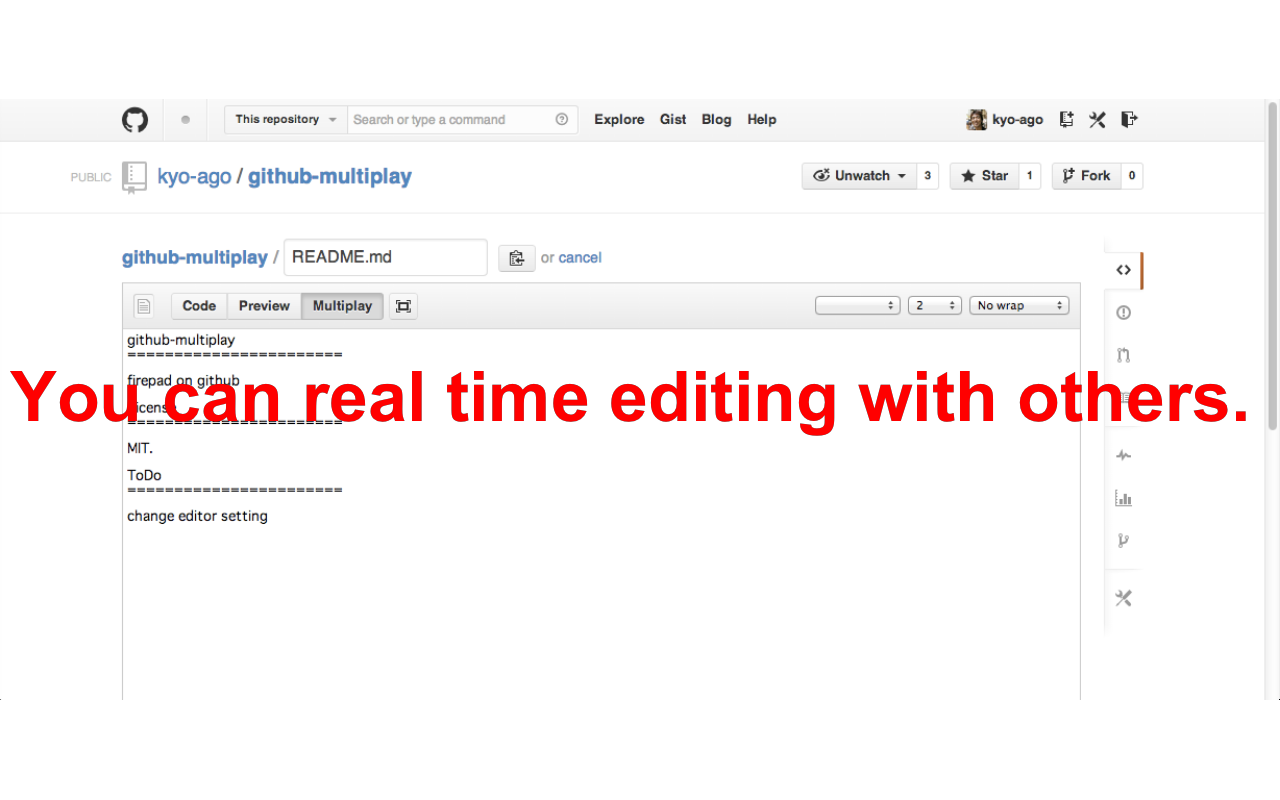 This repository
Search or type a command
Explore Gist Blog Help
kyo-ago
PUBLIC kyo-ago / github-multiplay
Unwatch 3
Star 1
Fork 0
github-multiplay / README.md or cancel
Code Preview Multiplay
2
No wrap
github-multiplay
=======================
firepad on github
You can real time editing with others.
=======================
MIT.
ToDo
=======================
change editor setting